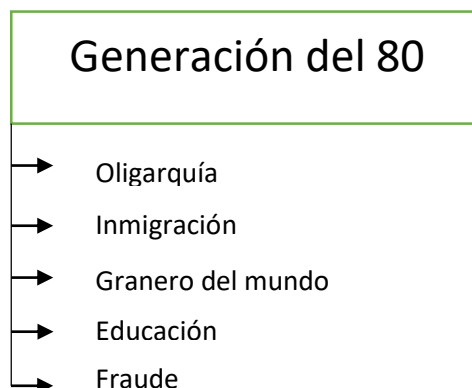 Generación del 80
Oligarquía
Inmigración
Granero del mundo
Educación
Fraude